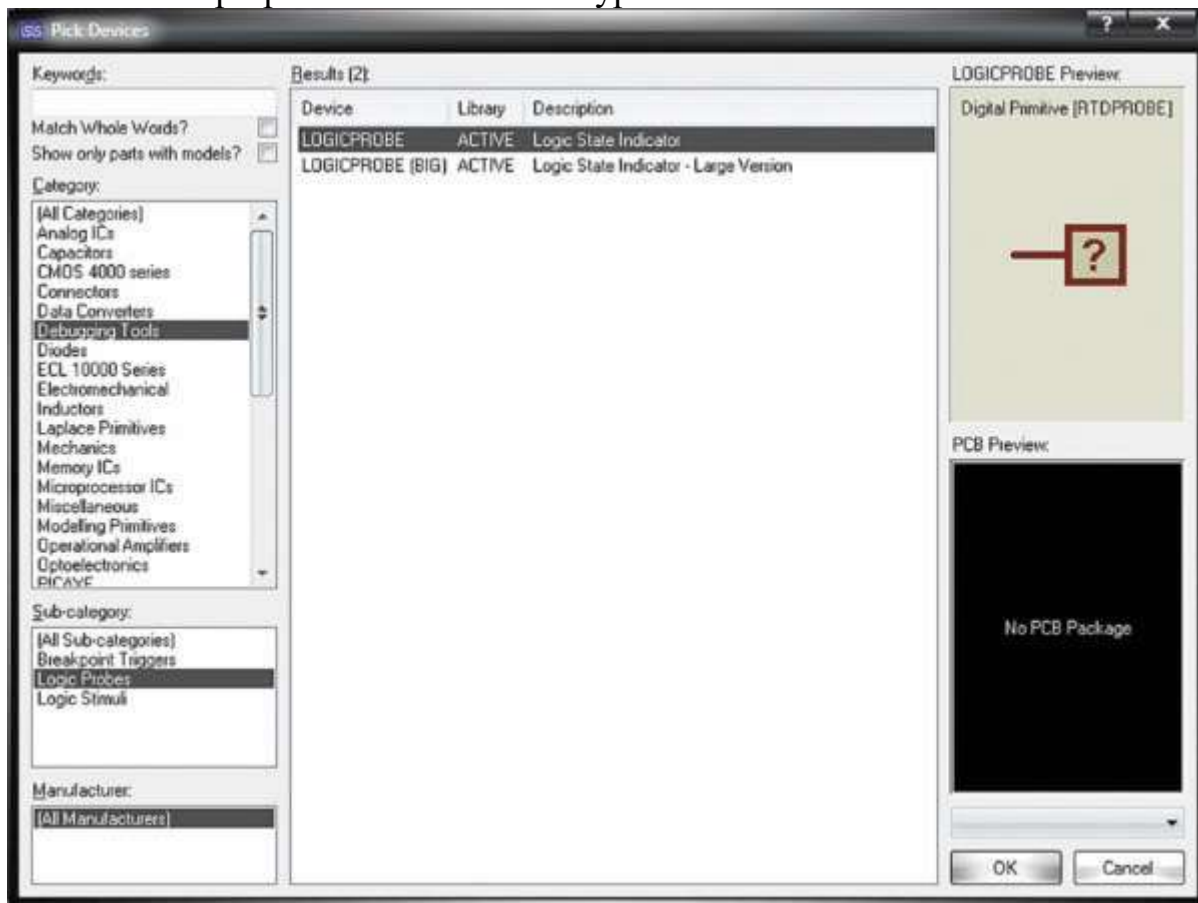 ISIS Pick Devices
? x
Keywords:
Match Whole Words?
Show only parts with models?
Category:
(All Categories)
Analog ICs
Capacitors
CMOS 4000 series
Connectors
Data Converters
Debugging Tools
Diodes
ECL 10000 Series
Electromechanical
Inductors
Laplace Primitives
Mechanics
Memory ICs
Microprocessor ICs
Miscellaneous
Modelling Primitives
Operational Amplifiers
Optoelectronics
PICAXE
Sub-category:
(All Sub-categories)
Breakpoint Triggers
Logic Probes
Logic Stimuli
Manufacturer:
(All Manufacturers)
Results (2):
Device Library Description
LOGICPROBE ACTIVE Logic State Indicator
LOGICPROBE (BIG) ACTIVE Logic State Indicator - Large Version
LOGICPROBE Preview:
Digital Primitive [RTDPROBE]
?
PCB Preview:
No PCB Package
OK Cancel